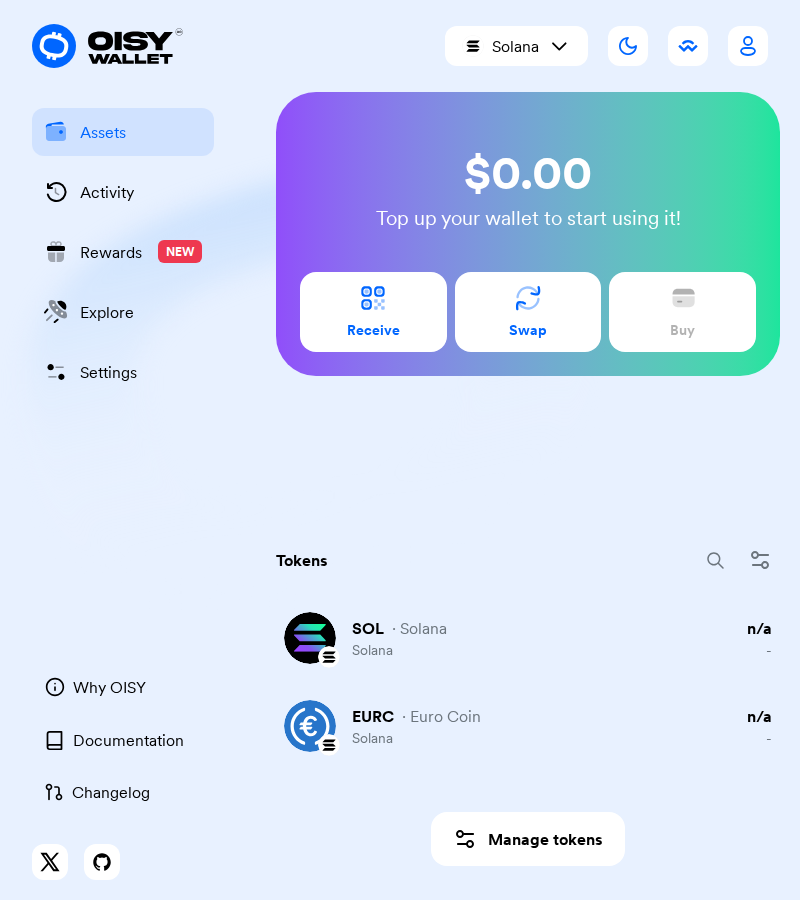 OISY
WALLET
Solana
Assets
Activity
Rewards NEW
Explore
Settings
$0.00
Top up your wallet to start using it!
Receive
Swap
Buy
Tokens
SOL · Solana
Solana
n/a
-
EURC · Euro Coin
Solana
n/a
-
Manage tokens
Why OISY
Documentation
Changelog